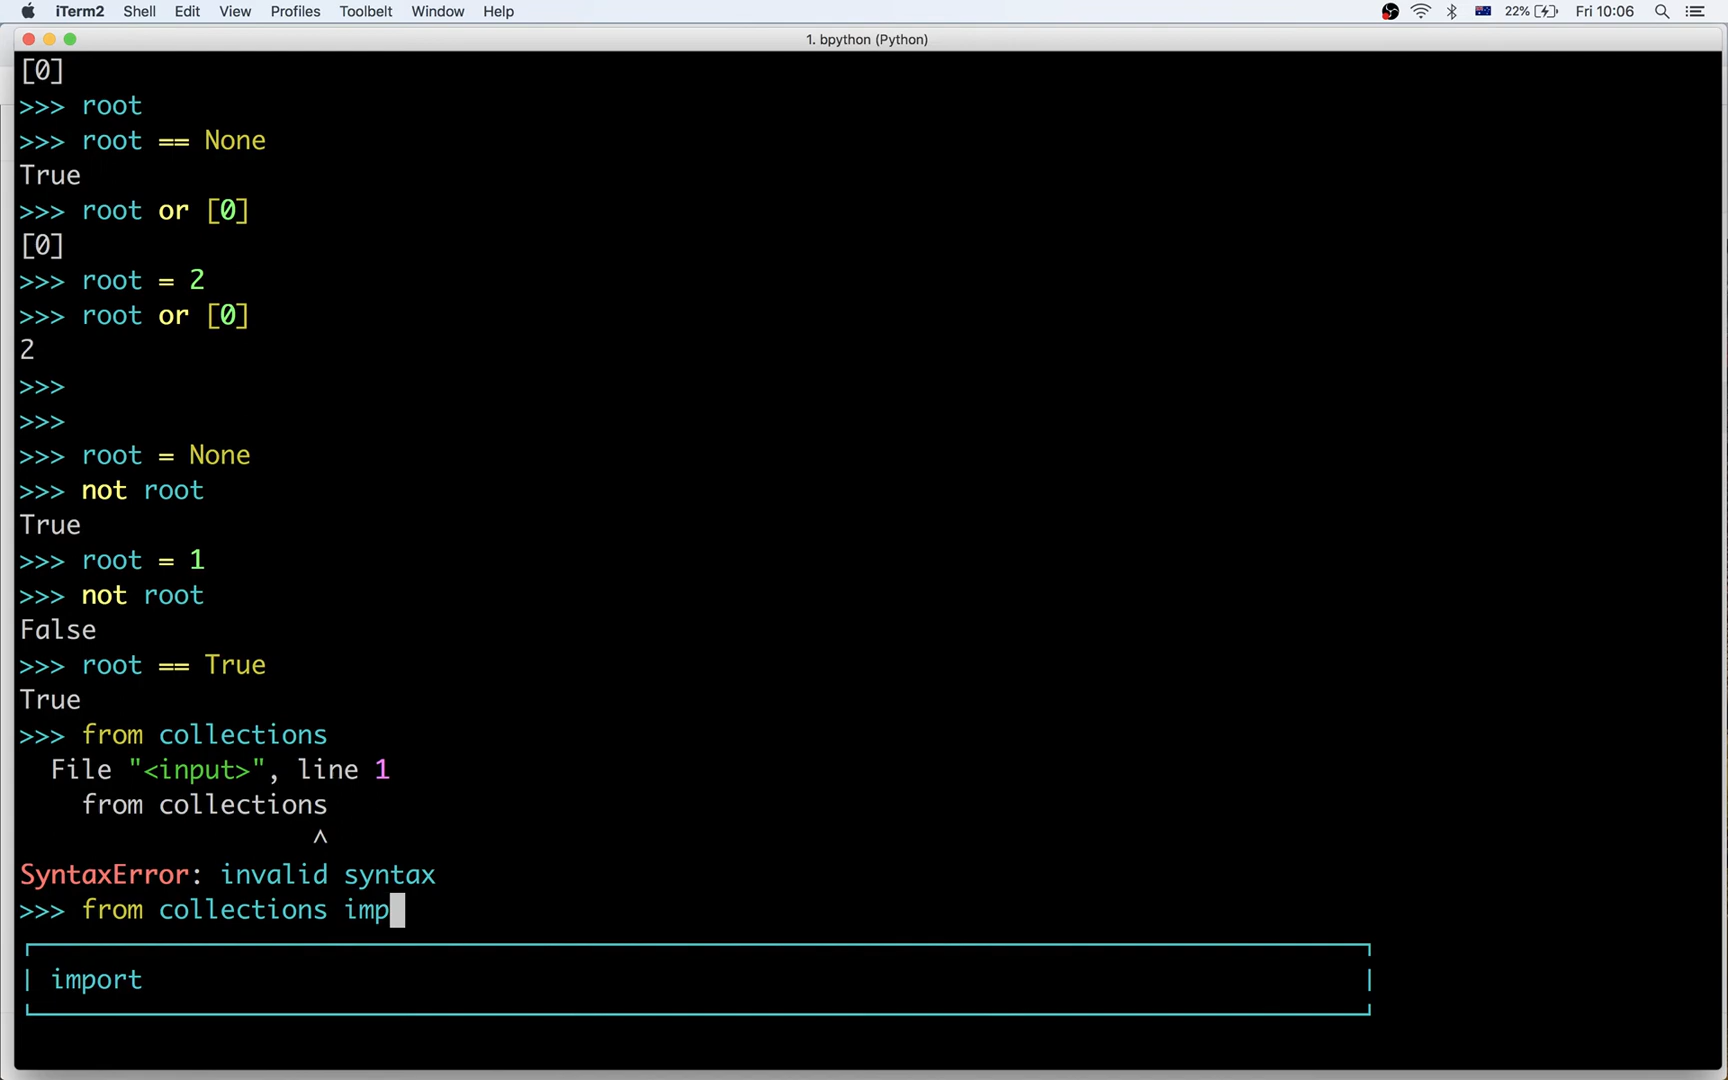 iTerm2 Shell Edit View Profiles Toolbelt Window Help 22% Fri 10:06
1. bpython (Python)
[0]
>>> root
>>> root == None
True
>>> root or [0]
[0]
>>> root = 2
>>> root or [0]
2
>>>
>>>
>>> root = None
>>> not root
True
>>> root = 1
>>> not root
False
>>> root == True
True
>>> from collections
  File "<input>", line 1
    from collections
                   ^
SyntaxError: invalid syntax
>>> from collections imp
import